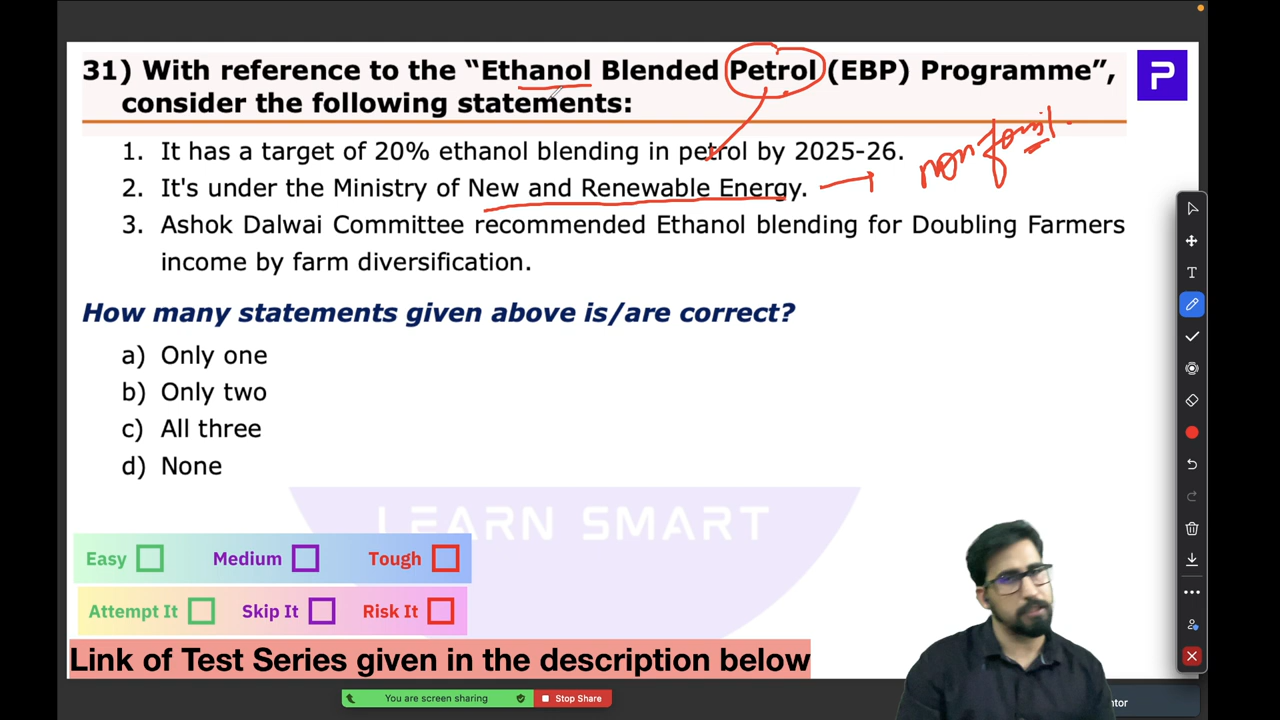 31) With reference to the “Ethanol Blended Petrol (EBP) Programme”,
consider the following statements:
P
1. It has a target of 20% ethanol blending in petrol by 2025-26.
non-fossil
2. It's under the Ministry of New and Renewable Energy.
3. Ashok Dalwai Committee recommended Ethanol blending for Doubling Farmers
income by farm diversification.
How many statements given above is/are correct?
a) Only one
b) Only two
c) All three
d) None
LEARN SMART
Easy Medium Tough
Attempt It Skip It Risk It
Link of Test Series given in the description below
You are screen sharing Stop Share
T